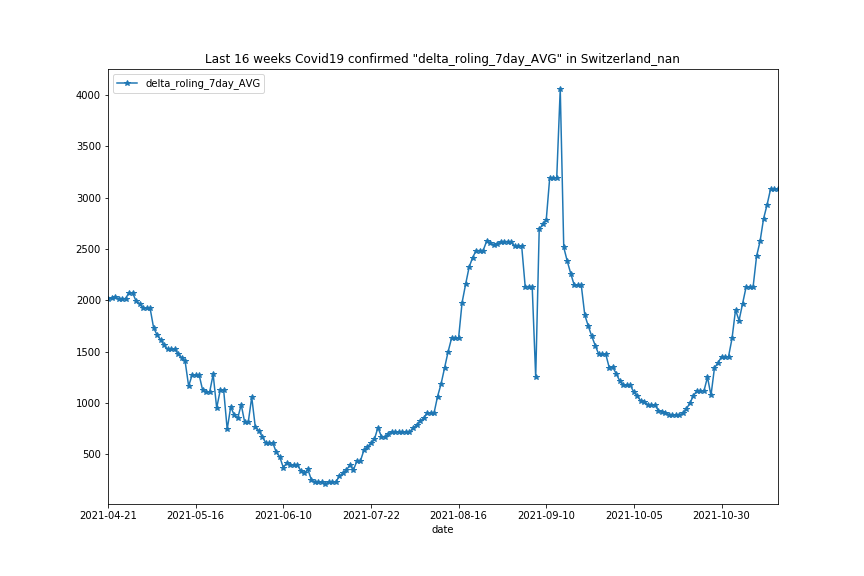 Last 16 weeks Covid19 confirmed "delta_roling_7day_AVG" in Switzerland_nan
delta_roling_7day_AVG
4000
3500
3000
2500
2000
1500
1000
500
2021-04-21 2021-05-16 2021-06-10 2021-07-22 2021-08-16 2021-09-10 2021-10-05 2021-10-30
date